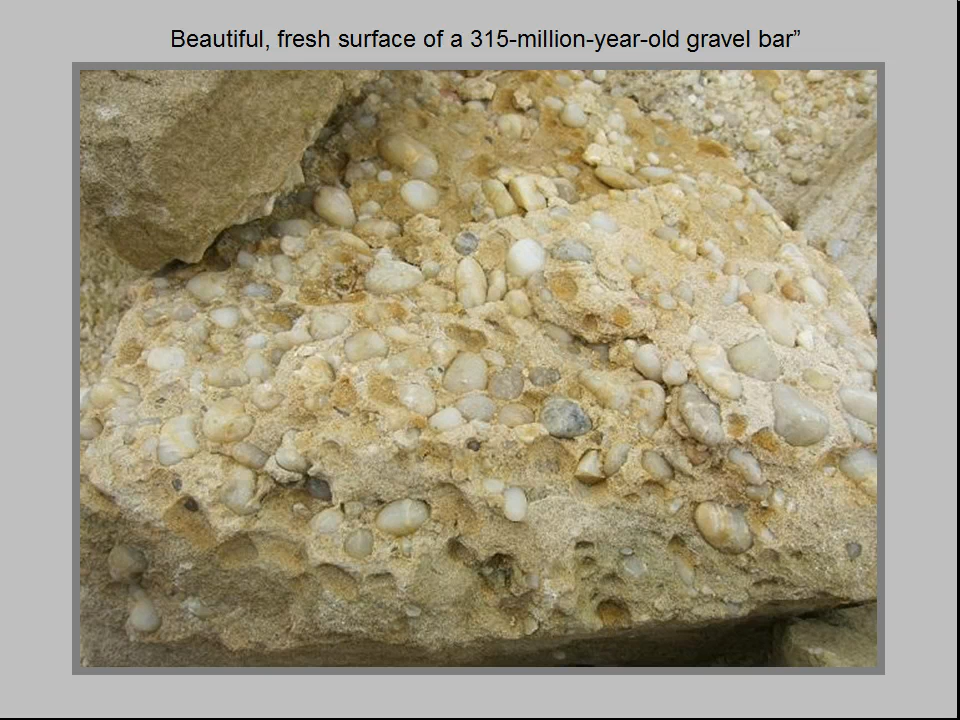 Beautiful, fresh surface of a 315-million-year-old gravel bar”